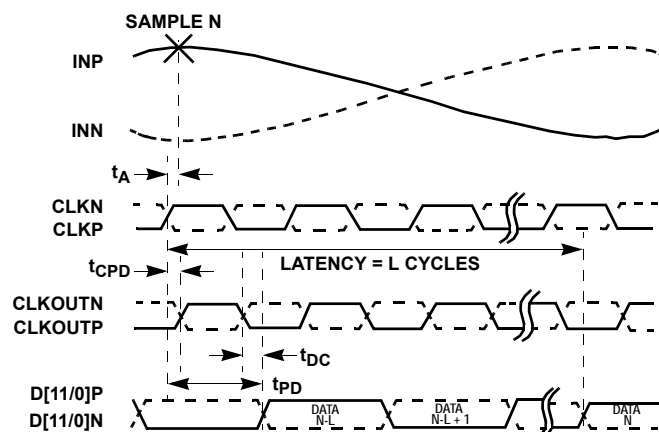 SAMPLE N
INP
INN
tA
CLKN
CLKP
LATENCY = L CYCLES
tCPD
CLKOUTN
CLKOUTP
tDC
tPD
D[11/0]P
D[11/0]N
DATA
N-L
DATA
N-L + 1
DATA
N